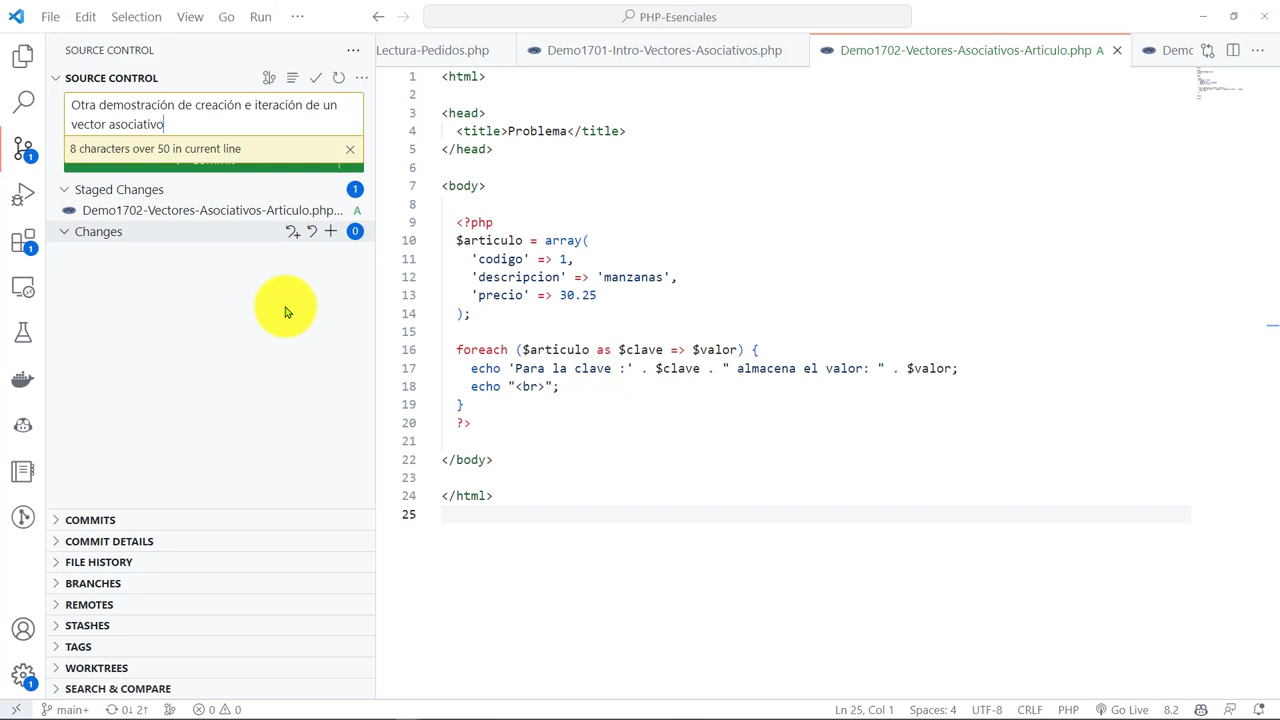 File Edit Selection View Go Run ··· PHP-Esenciales
SOURCE CONTROL ···
Lectura-Pedidos.php Demo1701-Intro-Vectores-Asociativos.php Demo1702-Vectores-Asociativos-Articulo.php A Demo ···
SOURCE CONTROL ···
Otra demostración de creación e iteración de un
vector asociativo
8 characters over 50 in current line
Staged Changes 1
Demo1702-Vectores-Asociativos-Articulo.php... A
Changes 0
1
1
1
COMMITS
COMMIT DETAILS
FILE HISTORY
BRANCHES
REMOTES
STASHES
TAGS
WORKTREES
SEARCH & COMPARE
1 <html>
2
3 <head>
4 <title>Problema</title>
5 </head>
6
7 <body>
8
9 <?php
10 $articulo = array(
11 'codigo' => 1,
12 'descripcion' => 'manzanas',
13 'precio' => 30.25
14 );
15
16 foreach ($articulo as $clave => $valor) {
17 echo 'Para la clave :' . $clave . " almacena el valor: " . $valor;
18 echo "<br>";
19 }
20 ?>
21
22 </body>
23
24 </html>
25
main+ 0↓ 2↑ 0 0 Ln 25, Col 1 Spaces: 4 UTF-8 CRLF PHP Go Live 8.2